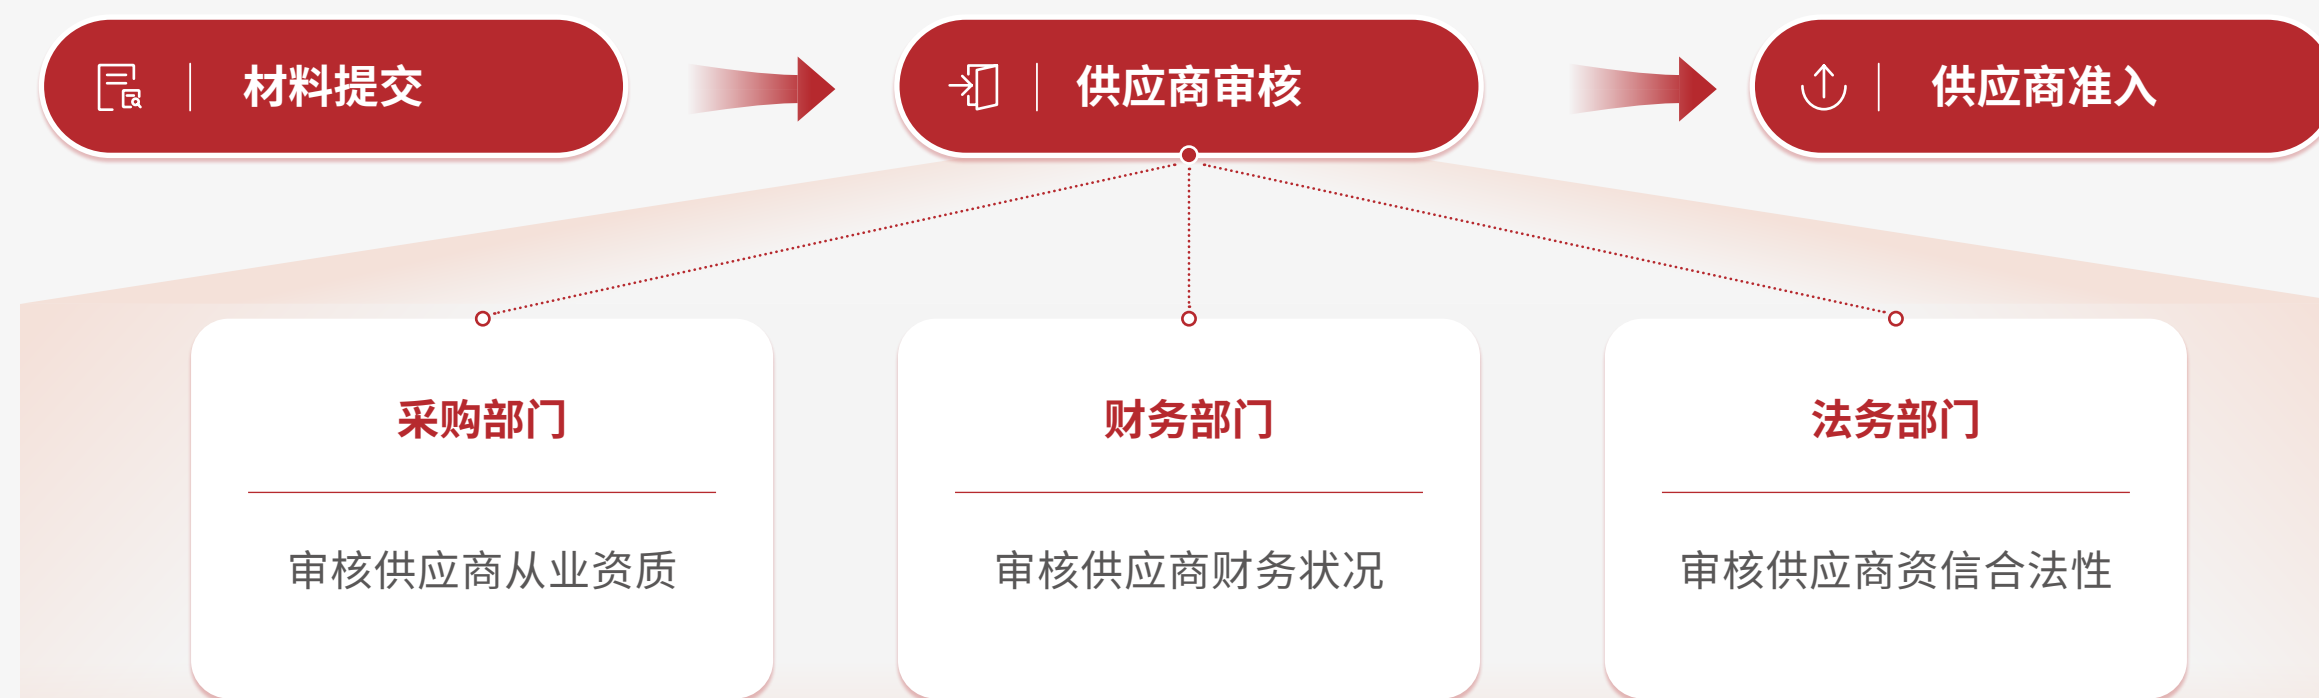 材料提交
供应商审核
供应商准入
采购部门
财务部门
法务部门
审核供应商从业资质
审核供应商财务状况
审核供应商资信合法性